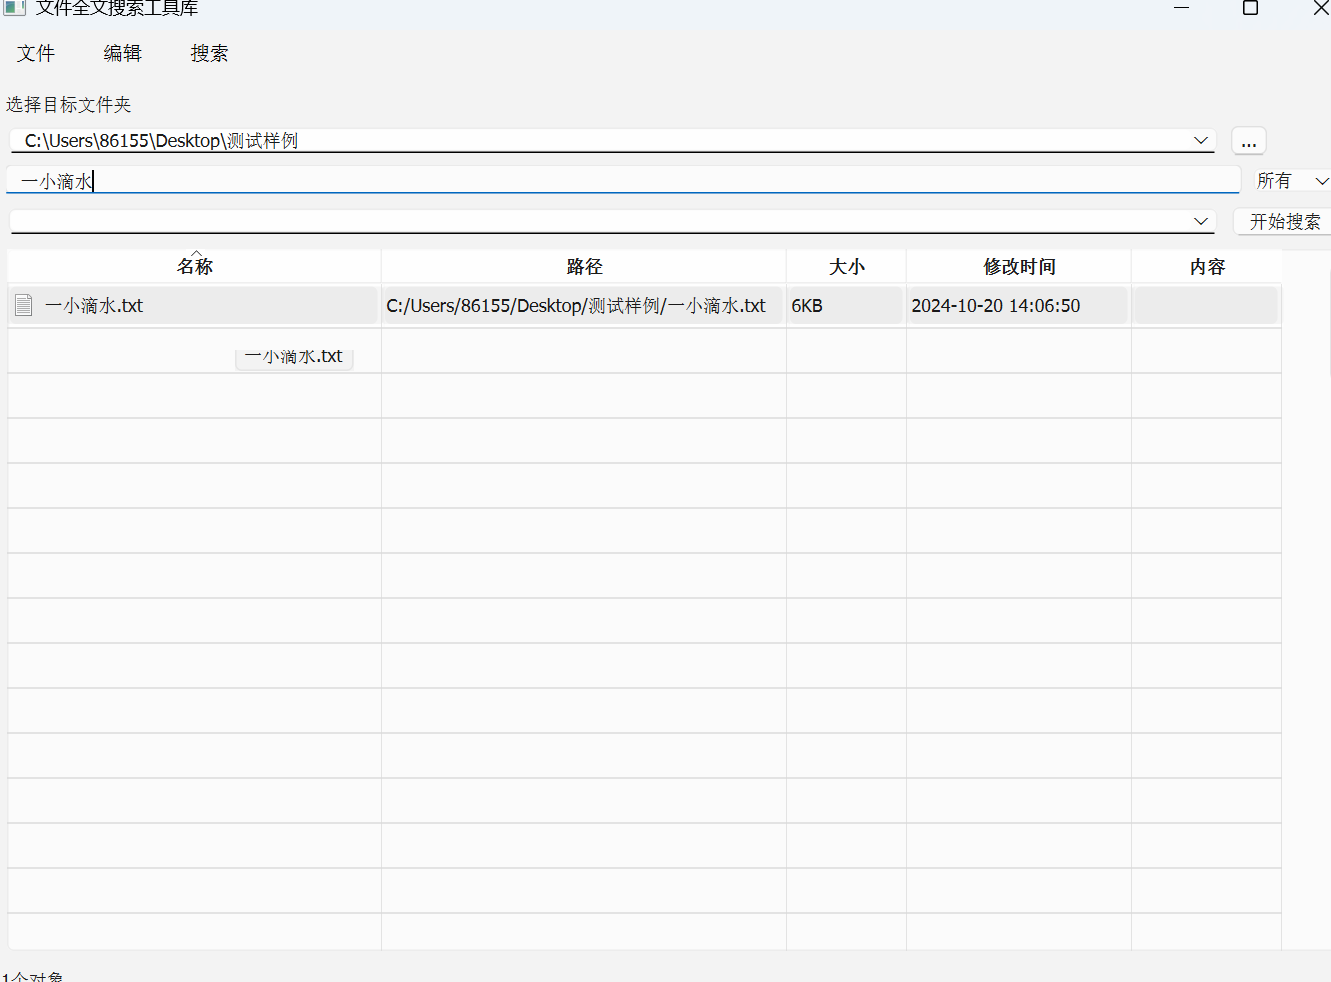 文件全文搜索工具库
文件 编辑 搜索
选择目标文件夹
C:\Users\86155\Desktop\测试样例 ...
一小滴水 所有
开始搜索
名称 路径 大小 修改时间 内容
一小滴水.txt C:/Users/86155/Desktop/测试样例/一小滴水.txt 6KB 2024-10-20 14:06:50
一小滴水.txt
1个对象